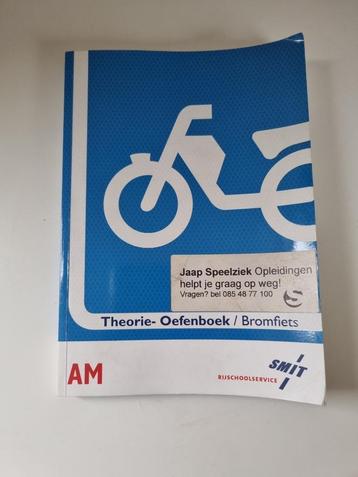 Jaap Speelziek Opleidingen
helpt je graag op weg!
Vragen? bel 085 48 77 100
Theorie- Oefenboek / Bromfiets
AM
SMIT
RIJSCHOOLSERVICE